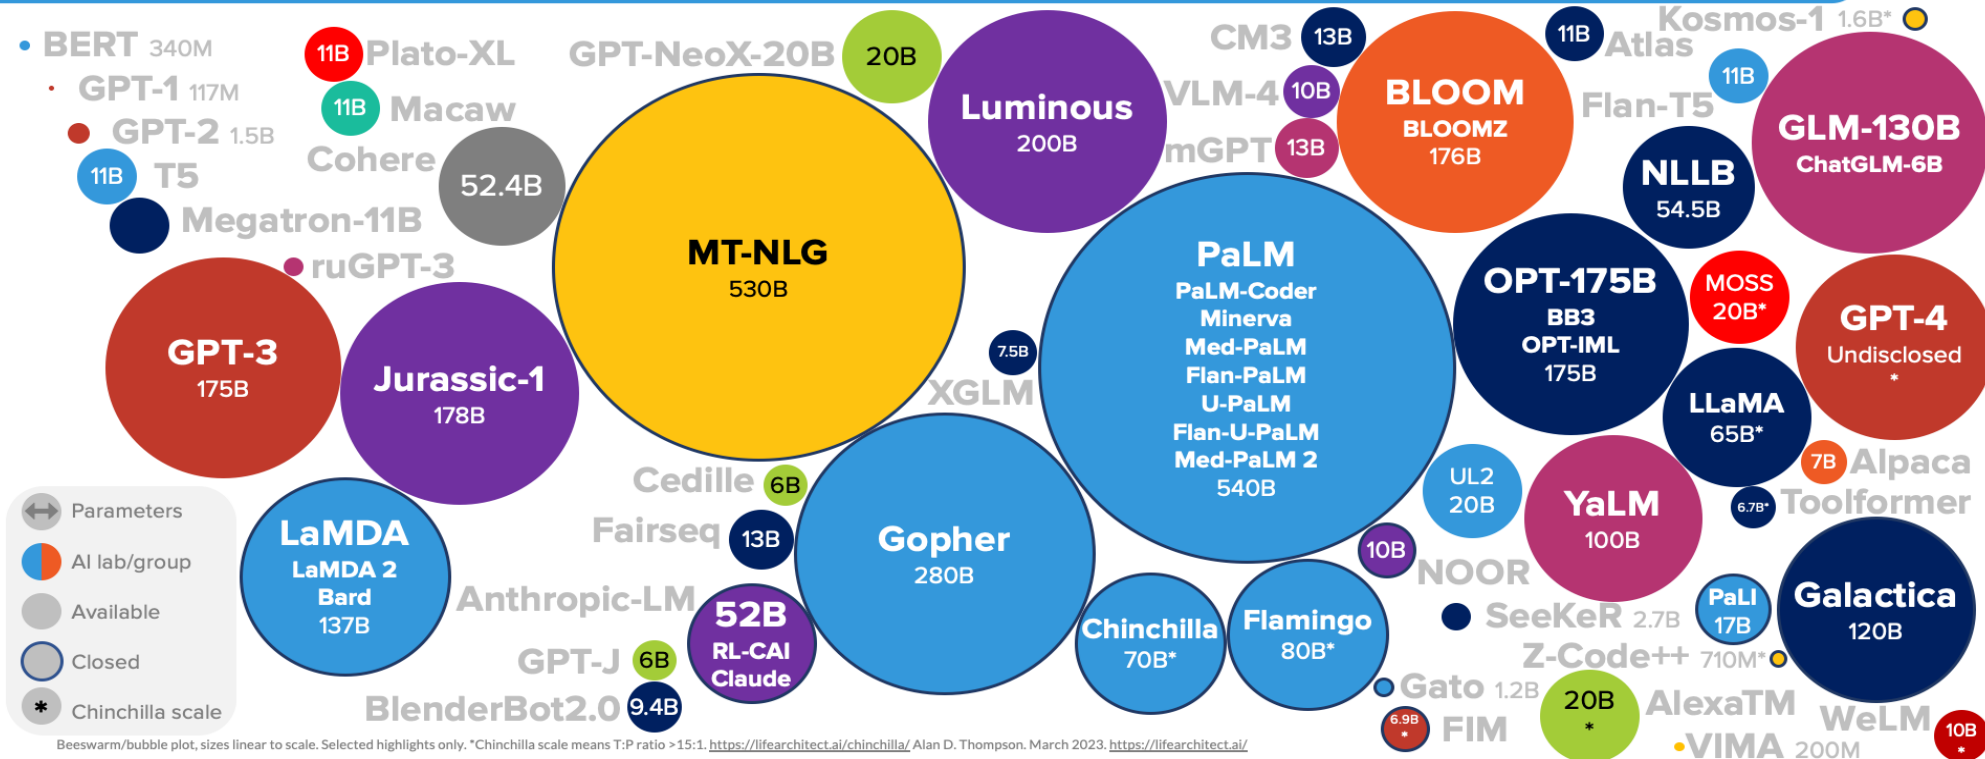 BERT 340M
GPT-1 117M
GPT-2 1.5B
11B T5
Megatron-11B
ruGPT-3
11B Plato-XL
11B Macaw
Cohere
52.4B
GPT-3
175B
Jurassic-1
178B
GPT-NeoX-20B 20B
MT-NLG
530B
Luminous
200B
CM3 13B
VLM-4 10B
mGPT 13B
BLOOM
BLOOMZ
176B
11B Atlas
Kosmos-1 1.6B*
11B
Flan-T5
NLLB
54.5B
GLM-130B
ChatGLM-6B
PaLM
PaLM-Coder
Minerva
Med-PaLM
Flan-PaLM
U-PaLM
Flan-U-PaLM
Med-PaLM 2
540B
7.5B
XGLM
OPT-175B
BB3
OPT-IML
175B
MOSS
20B*
GPT-4
Undisclosed
*
LLaMA
65B*
7B Alpaca
6.7B* Toolformer
UL2
20B
YaLM
100B
Cedille 6B
Fairseq 13B
Gopher
280B
LaMDA
LaMDA 2
Bard
137B
Anthropic-LM
52B
RL-CAI
Claude
GPT-J 6B
BlenderBot2.0 9.4B
Chinchilla
70B*
Flamingo
80B*
10B
NOOR
SeeKeR 2.7B
PaLI
17B
Galactica
120B
Z-Code++ 710M*
Gato 1.2B
6.9B
*
FIM
20B
*
AlexaTM
VIMA 200M
WeLM
10B
*
Parameters
AI lab/group
Available
Closed
* Chinchilla scale
Beeswarm/bubble plot, sizes linear to scale. Selected highlights only. *Chinchilla scale means T:P ratio >15:1. https://lifearchitect.ai/chinchilla/ Alan D. Thompson. March 2023. https://lifearchitect.ai/